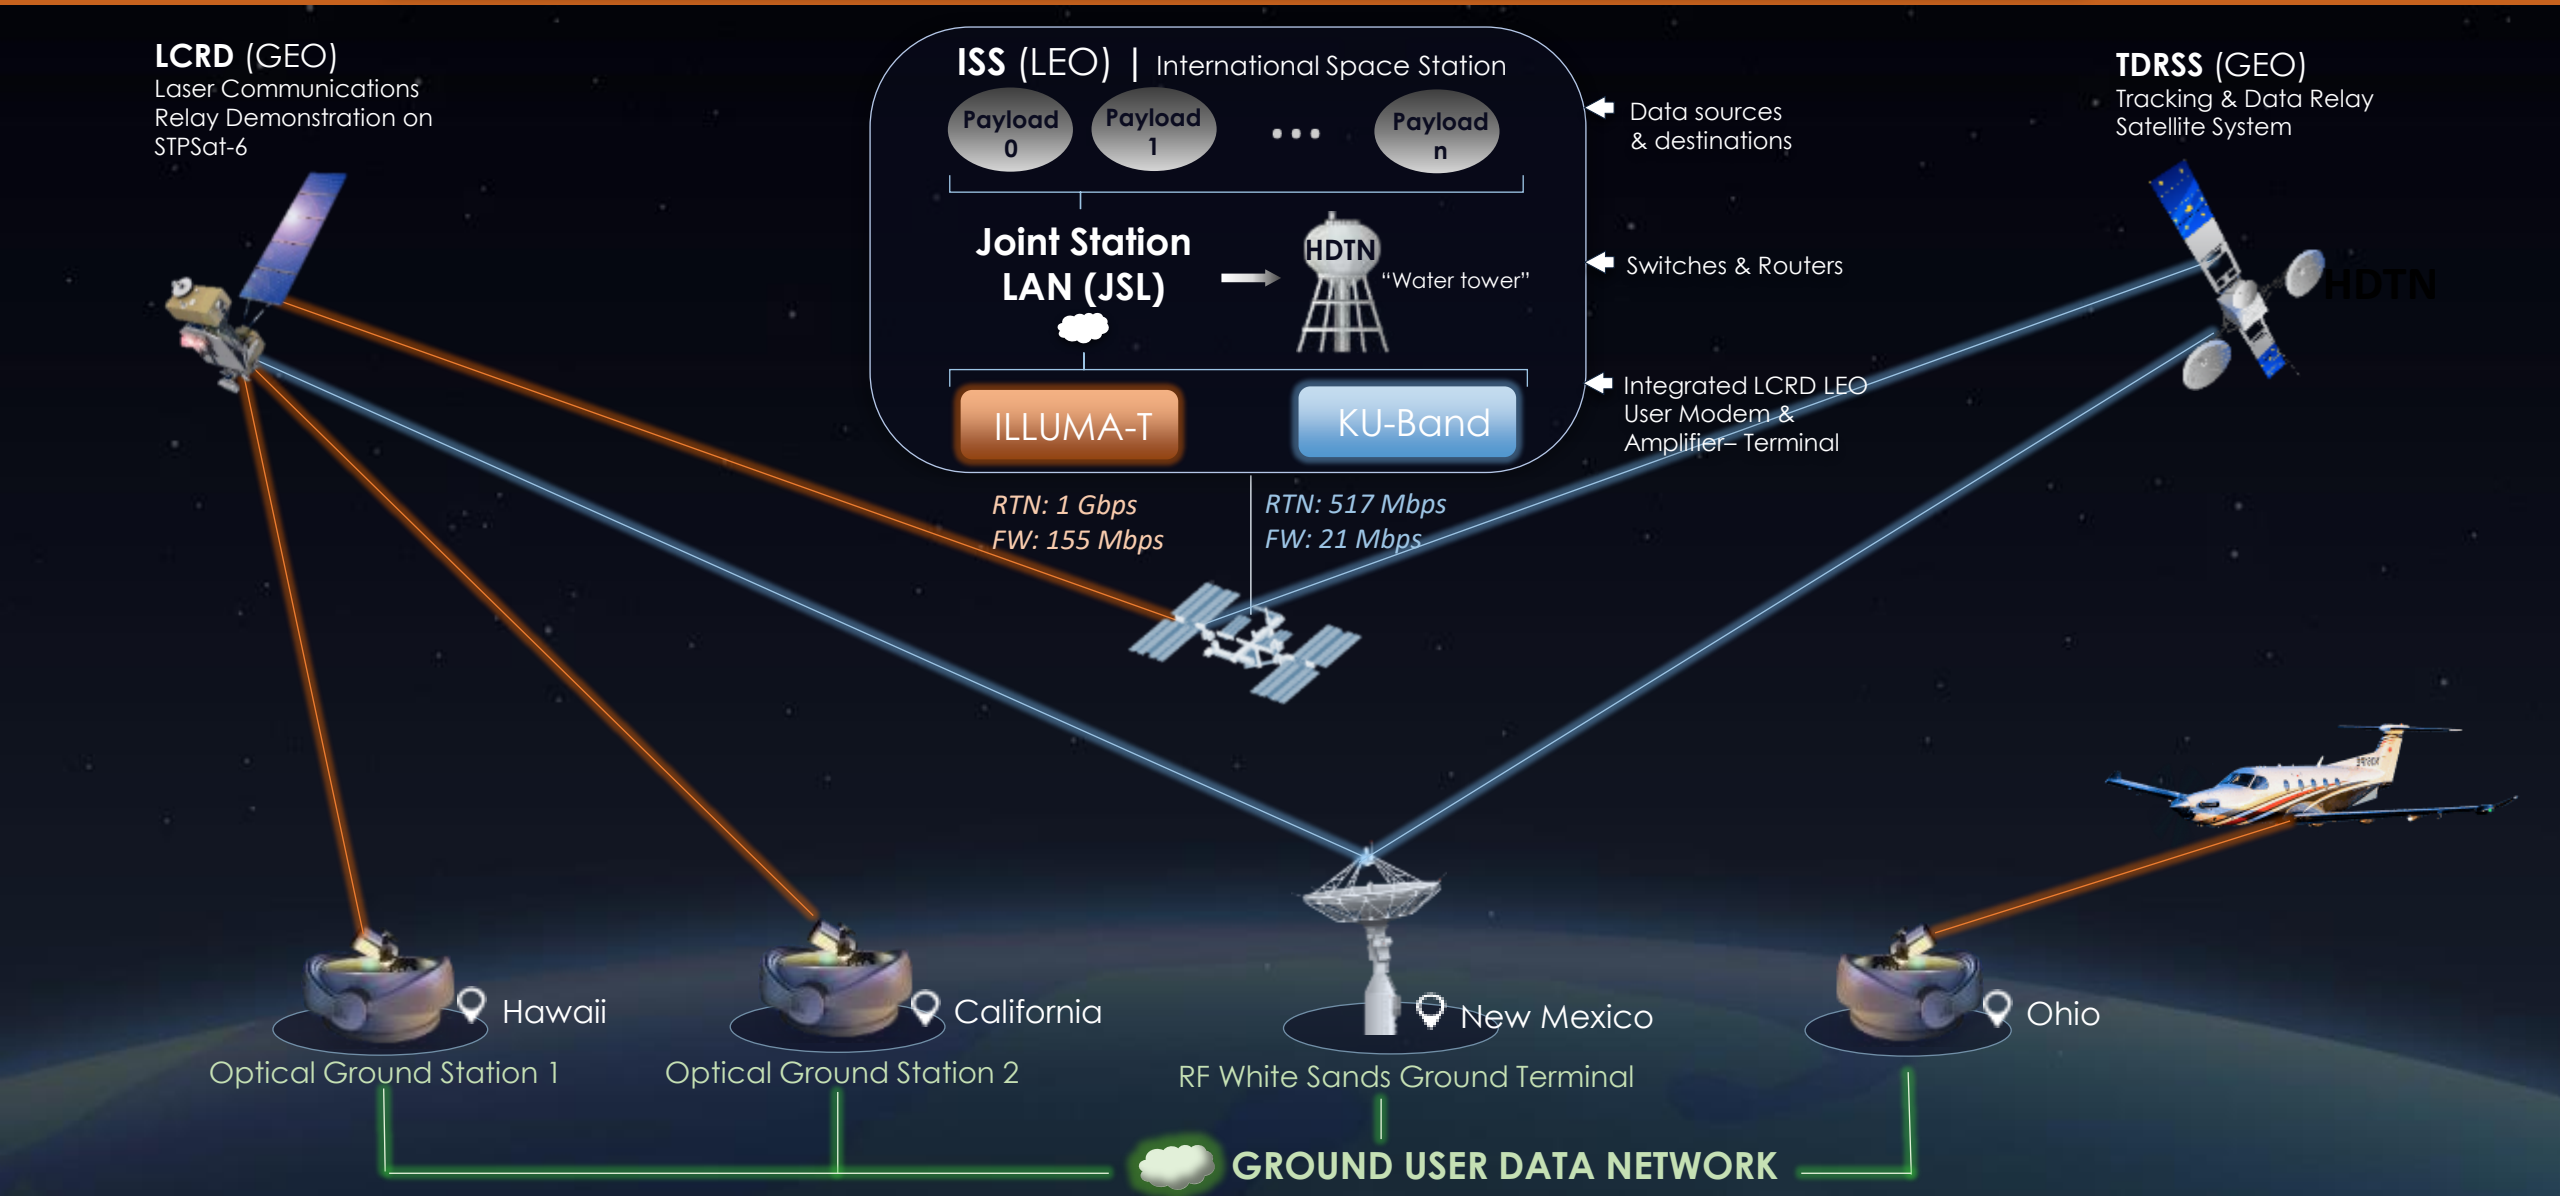 LCRD (GEO)
Laser Communications
Relay Demonstration on
STPSat-6
ISS (LEO) | International Space Station
Payload
0
Payload
1
...
Payload
n
Data sources
& destinations
Joint Station
LAN (JSL)
HDTN
“Water tower”
Switches & Routers
ILLUMA-T
KU-Band
Integrated LCRD LEO
User Modem &
Amplifier– Terminal
RTN: 1 Gbps
FW: 155 Mbps
RTN: 517 Mbps
FW: 21 Mbps
TDRSS (GEO)
Tracking & Data Relay
Satellite System
HDTN
Hawaii
Optical Ground Station 1
California
Optical Ground Station 2
New Mexico
RF White Sands Ground Terminal
Ohio
GROUND USER DATA NETWORK